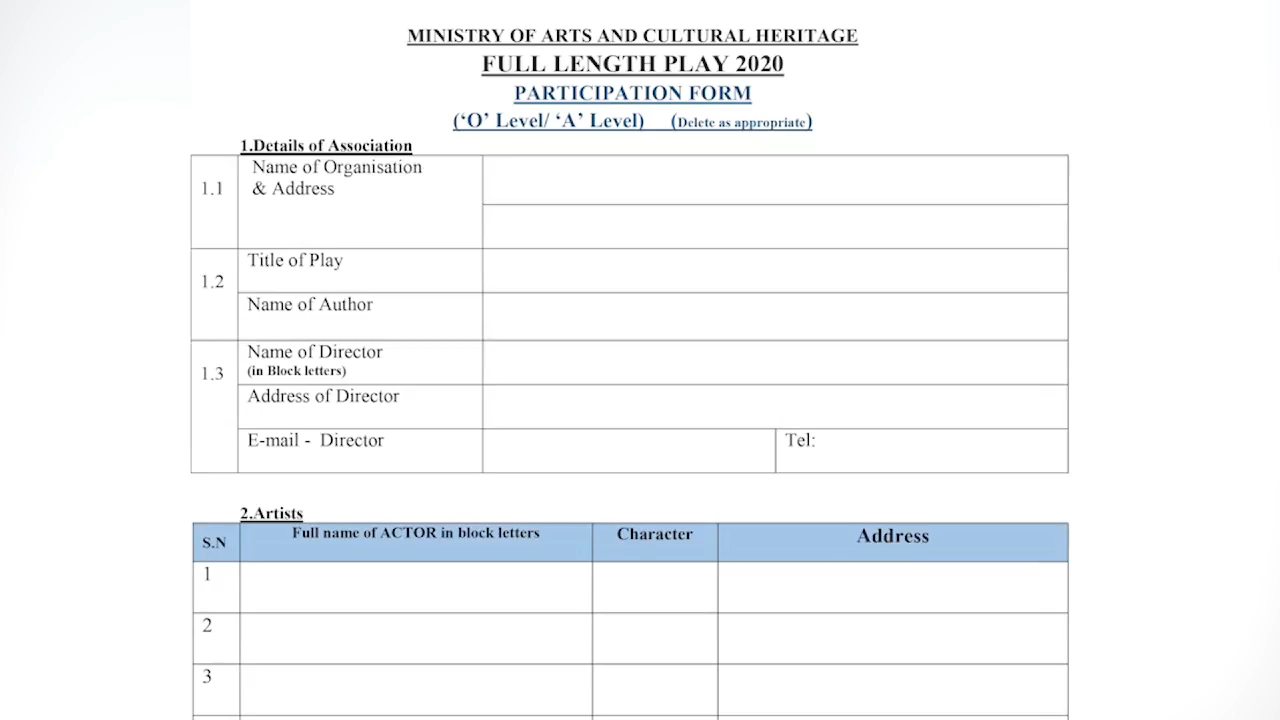 MINISTRY OF ARTS AND CULTURAL HERITAGE
FULL LENGTH PLAY 2020
PARTICIPATION FORM
(‘O’ Level/ ‘A’ Level) (Delete as appropriate)
1.Details of Association
1.1
Name of Organisation
& Address
1.2
Title of Play
Name of Author
1.3
Name of Director
(in Block letters)
Address of Director
E-mail - Director
Tel:
2.Artists
S.N Full name of ACTOR in block letters Character Address
1
2
3